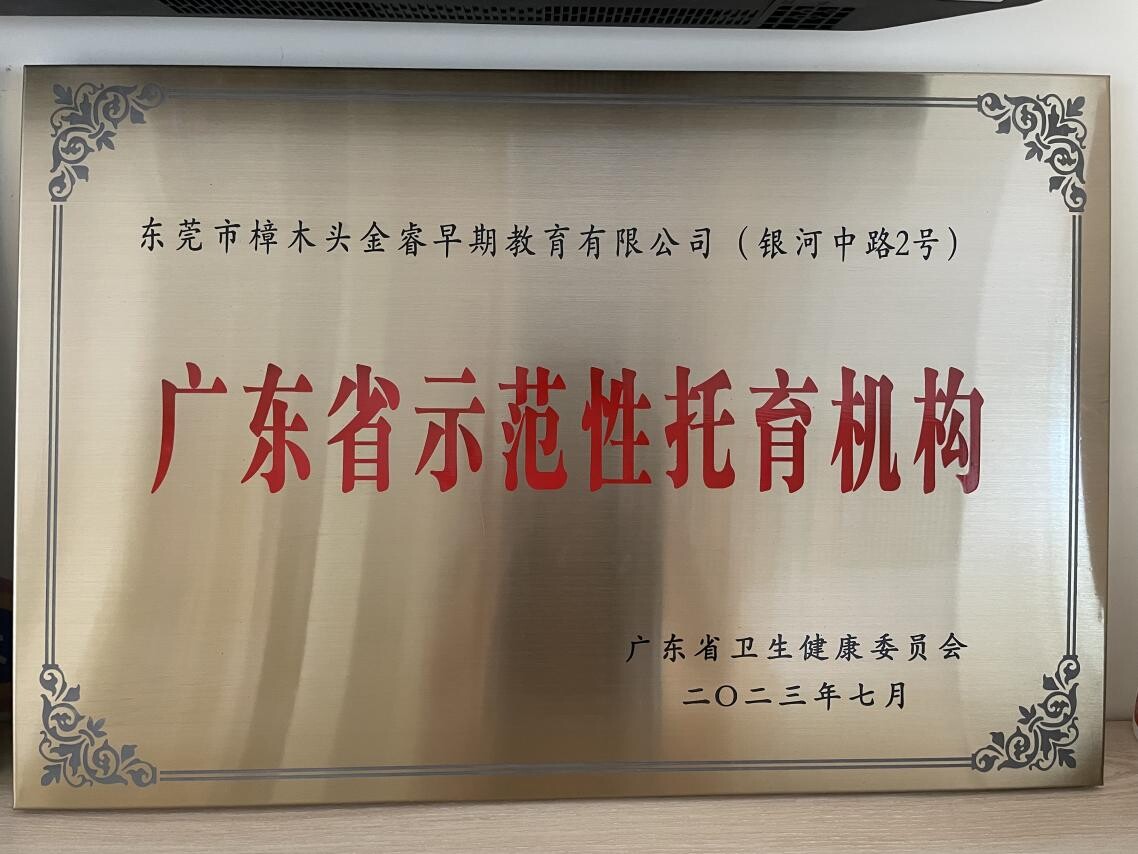 东莞市樟木头金睿早期教育有限公司（银河中路2号）
广东省示范性托育机构
广东省卫生健康委员会
二〇二三年七月